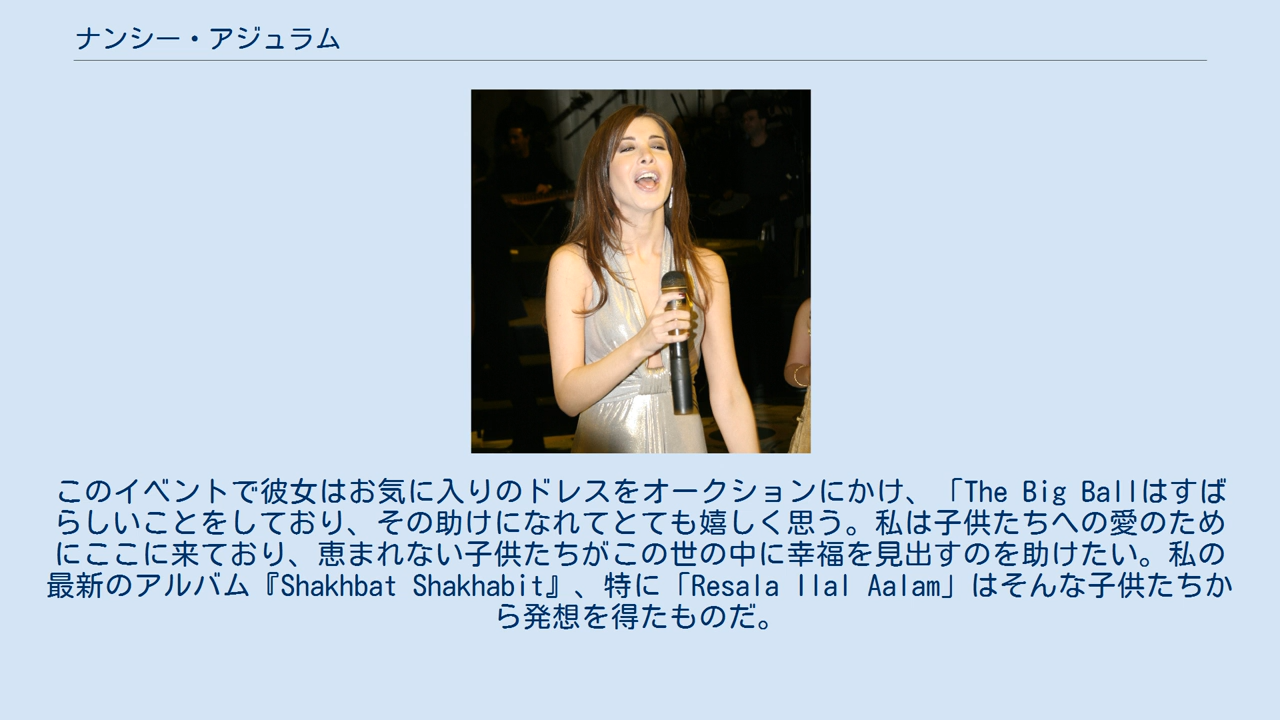 ナンシー・アジュラム
このイベントで彼女はお気に入りのドレスをオークションにかけ、「The Big Ballはすば
らしいことをしており、その助けになれてとても嬉しく思う。私は子供たちへの愛のため
にここに来ており、恵まれない子供たちがこの世の中に幸福を見出すのを助けたい。私の
最新のアルバム『Shakhbat Shakhabit』、特に「Resala Ilal Aalam」はそんな子供たちか
ら発想を得たものだ。